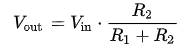 V_out = V_in · R_2 / (R_1 + R_2)